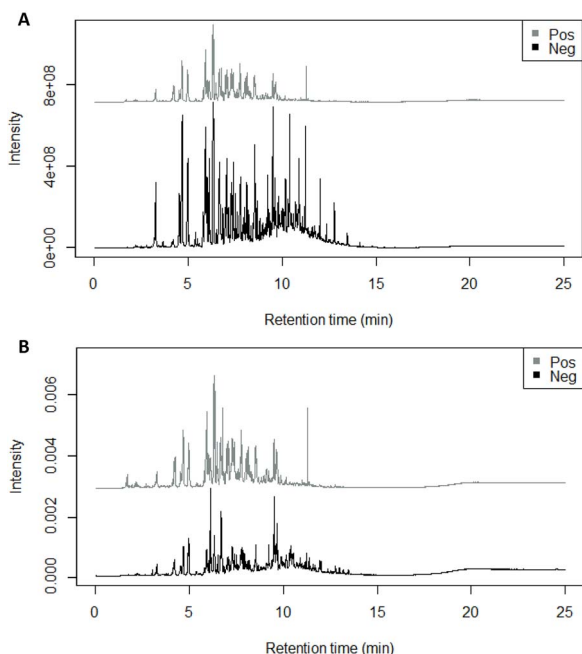 A
Pos
Neg
Intensity
8e+08
4e+08
0e+00
0
5
10
15
20
25
Retention time (min)
B
Pos
Neg
Intensity
0.006
0.004
0.002
0.000
0
5
10
15
20
25
Retention time (min)